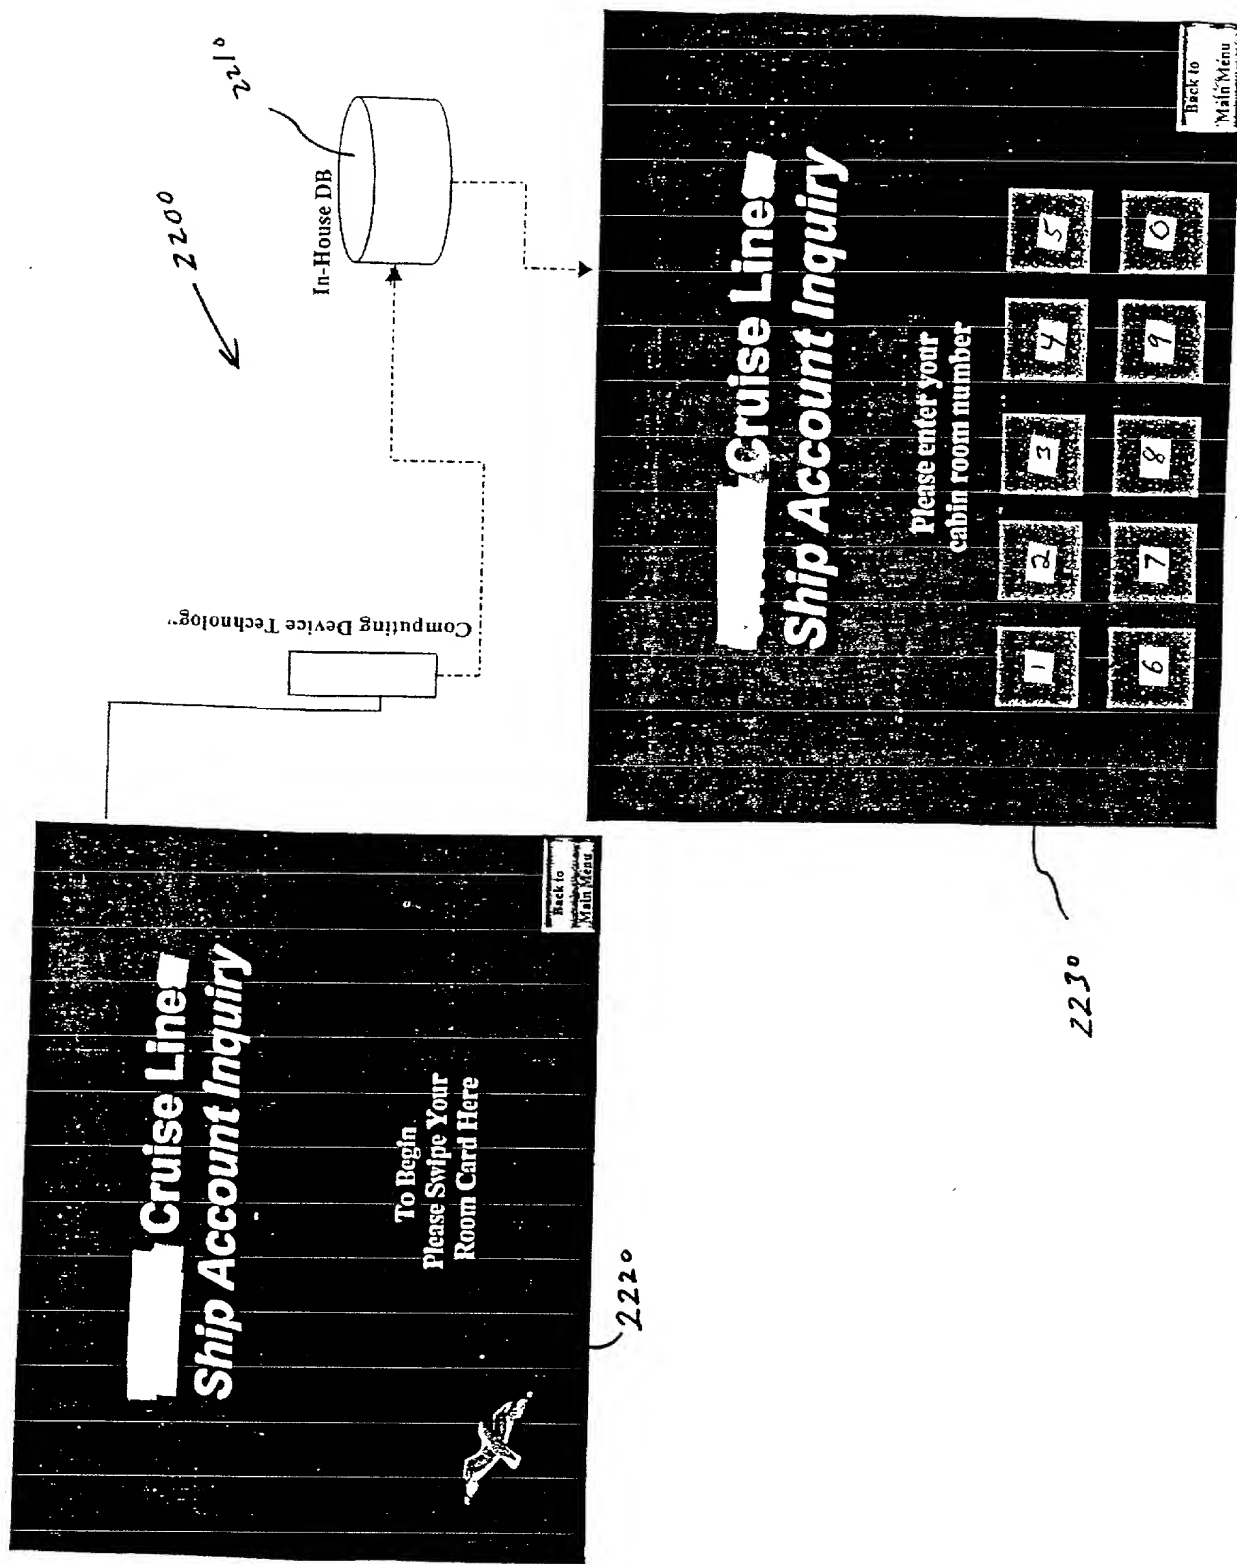 2200
2210
In-House DB
Computing Device Technolog
Cruise Line
Ship Account Inquiry
To Begin
Please Swipe Your
Room Card Here
Back to
Main Menu
2220
Cruise Line
Ship Account Inquiry
Please enter your
cabin room number
1 2 3 4 5
6 7 8 9 0
Back to
Main Menu
2230